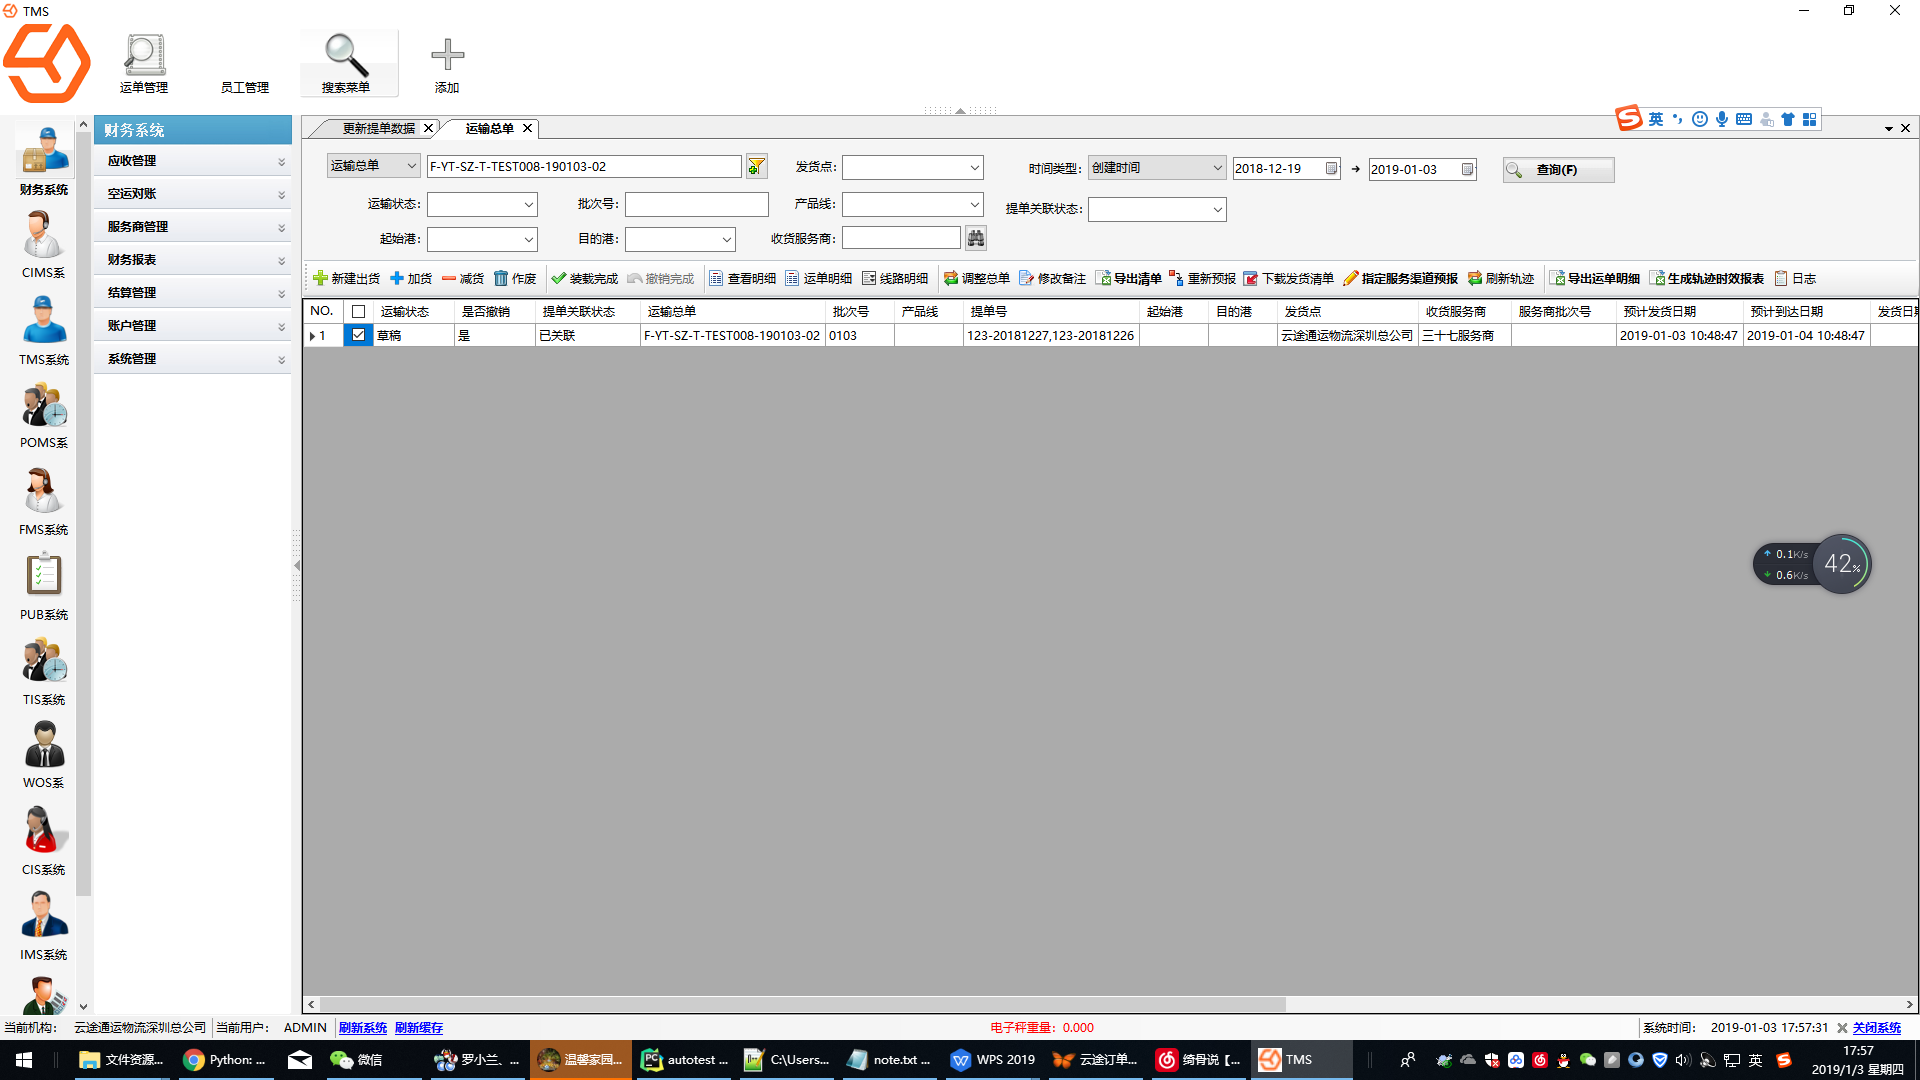 TMS
运单管理
员工管理
搜索菜单
添加
财务系统
CIMS系
TMS系统
POMS系
FMS系统
PUB系统
TIS系统
WOS系
CIS系统
IMS系统
财务系统
应收管理
空运对账
服务商管理
财务报表
结算管理
账户管理
系统管理
更新提单数据
运输总单
英
运输总单 F-YT-SZ-T-TEST008-190103-02 发货点: 时间类型: 创建时间 2018-12-19 → 2019-01-03 查询(F)
运输状态: 批次号: 产品线: 提单关联状态:
起始港: 目的港: 收货服务商:
新建出货 加货 减货 作废 装载完成 撤销完成 查看明细 运单明细 线路明细 调整总单 修改备注 导出清单 重新预报 下载发货清单 指定服务渠道预报 刷新轨迹 导出运单明细 生成轨迹时效报表 日志
NO. 运输状态 是否撤销 提单关联状态 运输总单 批次号 产品线 提单号 起始港 目的港 发货点 收货服务商 服务商批次号 预计发货日期 预计到达日期 发货日
1 草稿 是 已关联 F-YT-SZ-T-TEST008-190103-02 0103 123-20181227,123-20181226 云途通运物流深圳总公司 三十七服务商 2019-01-03 10:48:47 2019-01-04 10:48:47
0.1K/s
0.6K/s
42%
当前机构: 云途通运物流深圳总公司 当前用户: ADMIN 刷新系统 刷新缓存 电子秤重量: 0.000 系统时间: 2019-01-03 17:57:31 关闭系统
文件资源... Python: ... 微信 罗小兰、... 温馨家园... autotest ... C:\Users... note.txt ... WPS 2019 云途订单... 绮骨说【... TMS 英
17:57
2019/1/3 星期四